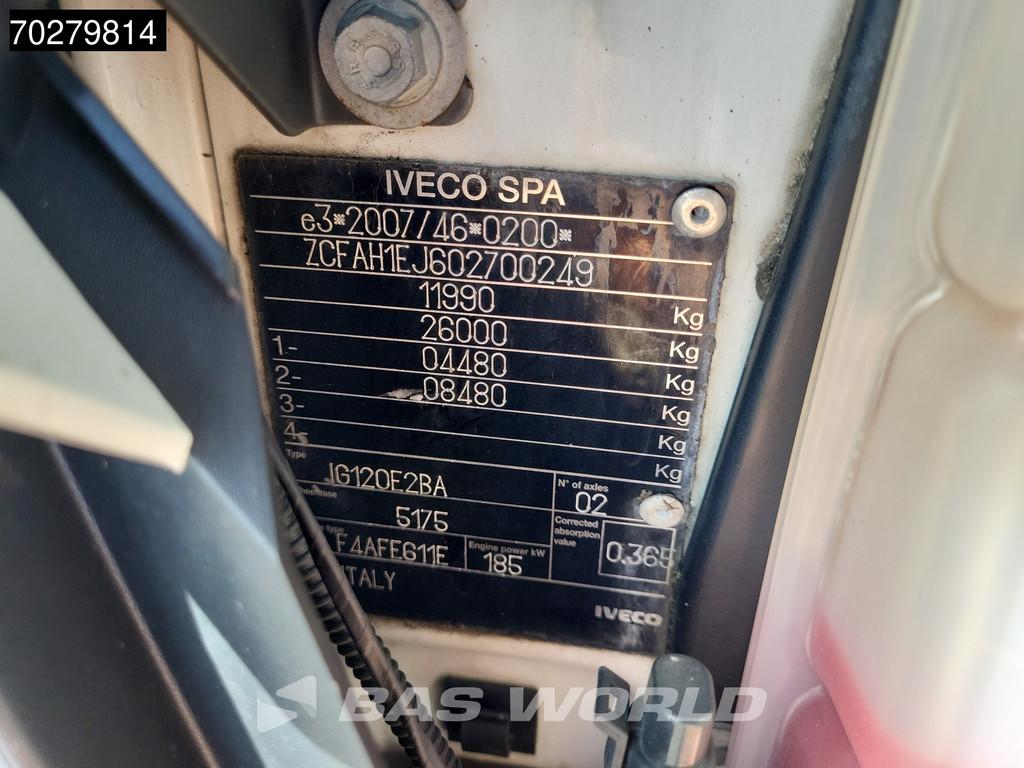 70279814
IVECO SPA
e3*2007/46*0200*
ZCFAH1EJ602700249
11990 Kg
26000 Kg
1- 04480 Kg
2- 08480 Kg
3- Kg
4- Kg
Type JG120E2BA
N° of axles 02
5175
Corrected absorption value 0.365
type F4AFE611E
Engine power kW 185
ITALY
IVECO
BAS WORLD